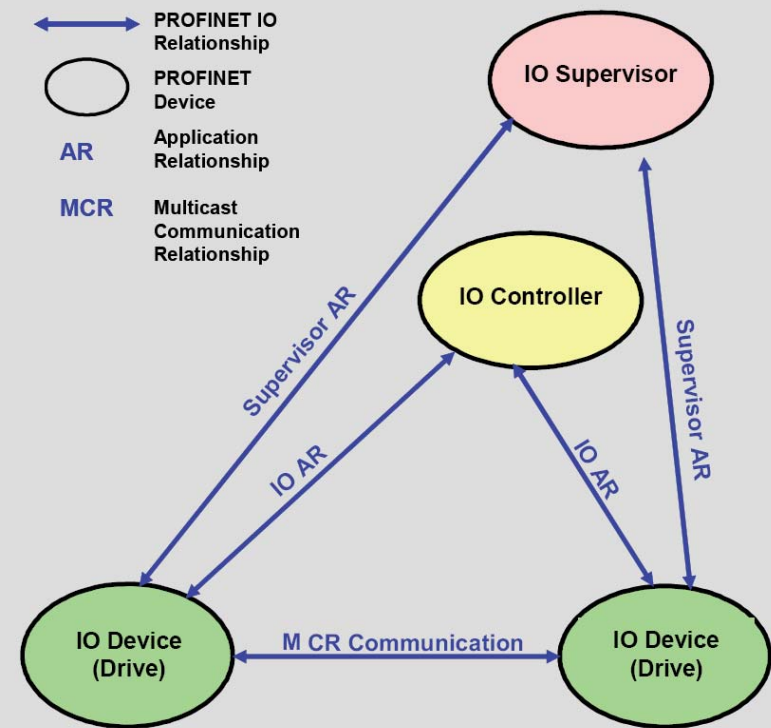 PROFINET IO
Relationship
PROFINET
Device
AR
Application
Relationship
MCR
Multicast
Communication
Relationship
IO Supervisor
IO Controller
Supervisor AR
IO AR
IO AR
Supervisor AR
IO Device
(Drive)
M CR Communication
IO Device
(Drive)